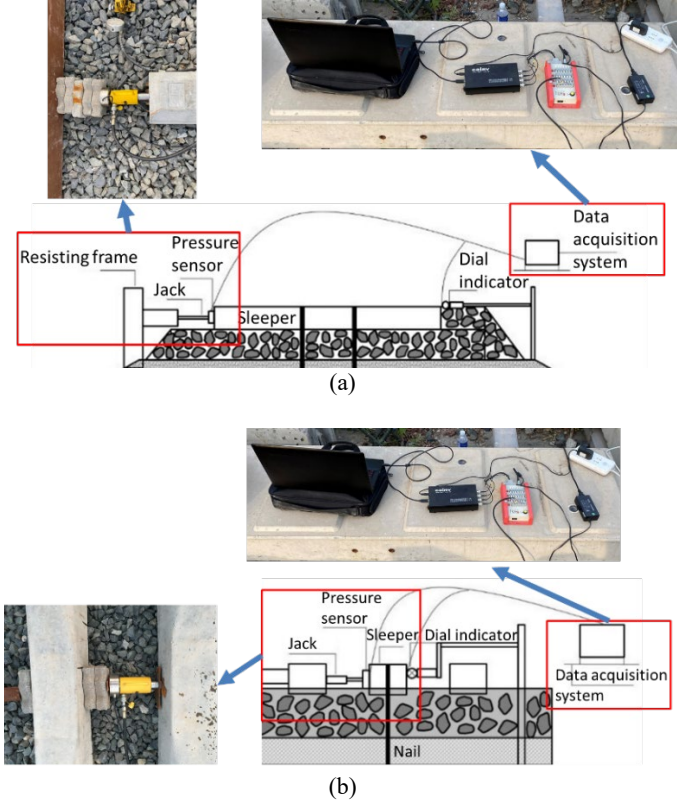 Resisting frame
Pressure
sensor
Jack
Sleeper
Dial
indicator
Data
acquisition
system
(a)
Pressure
sensor
Jack
Sleeper
Dial indicator
Data acquisition
system
Nail
(b)